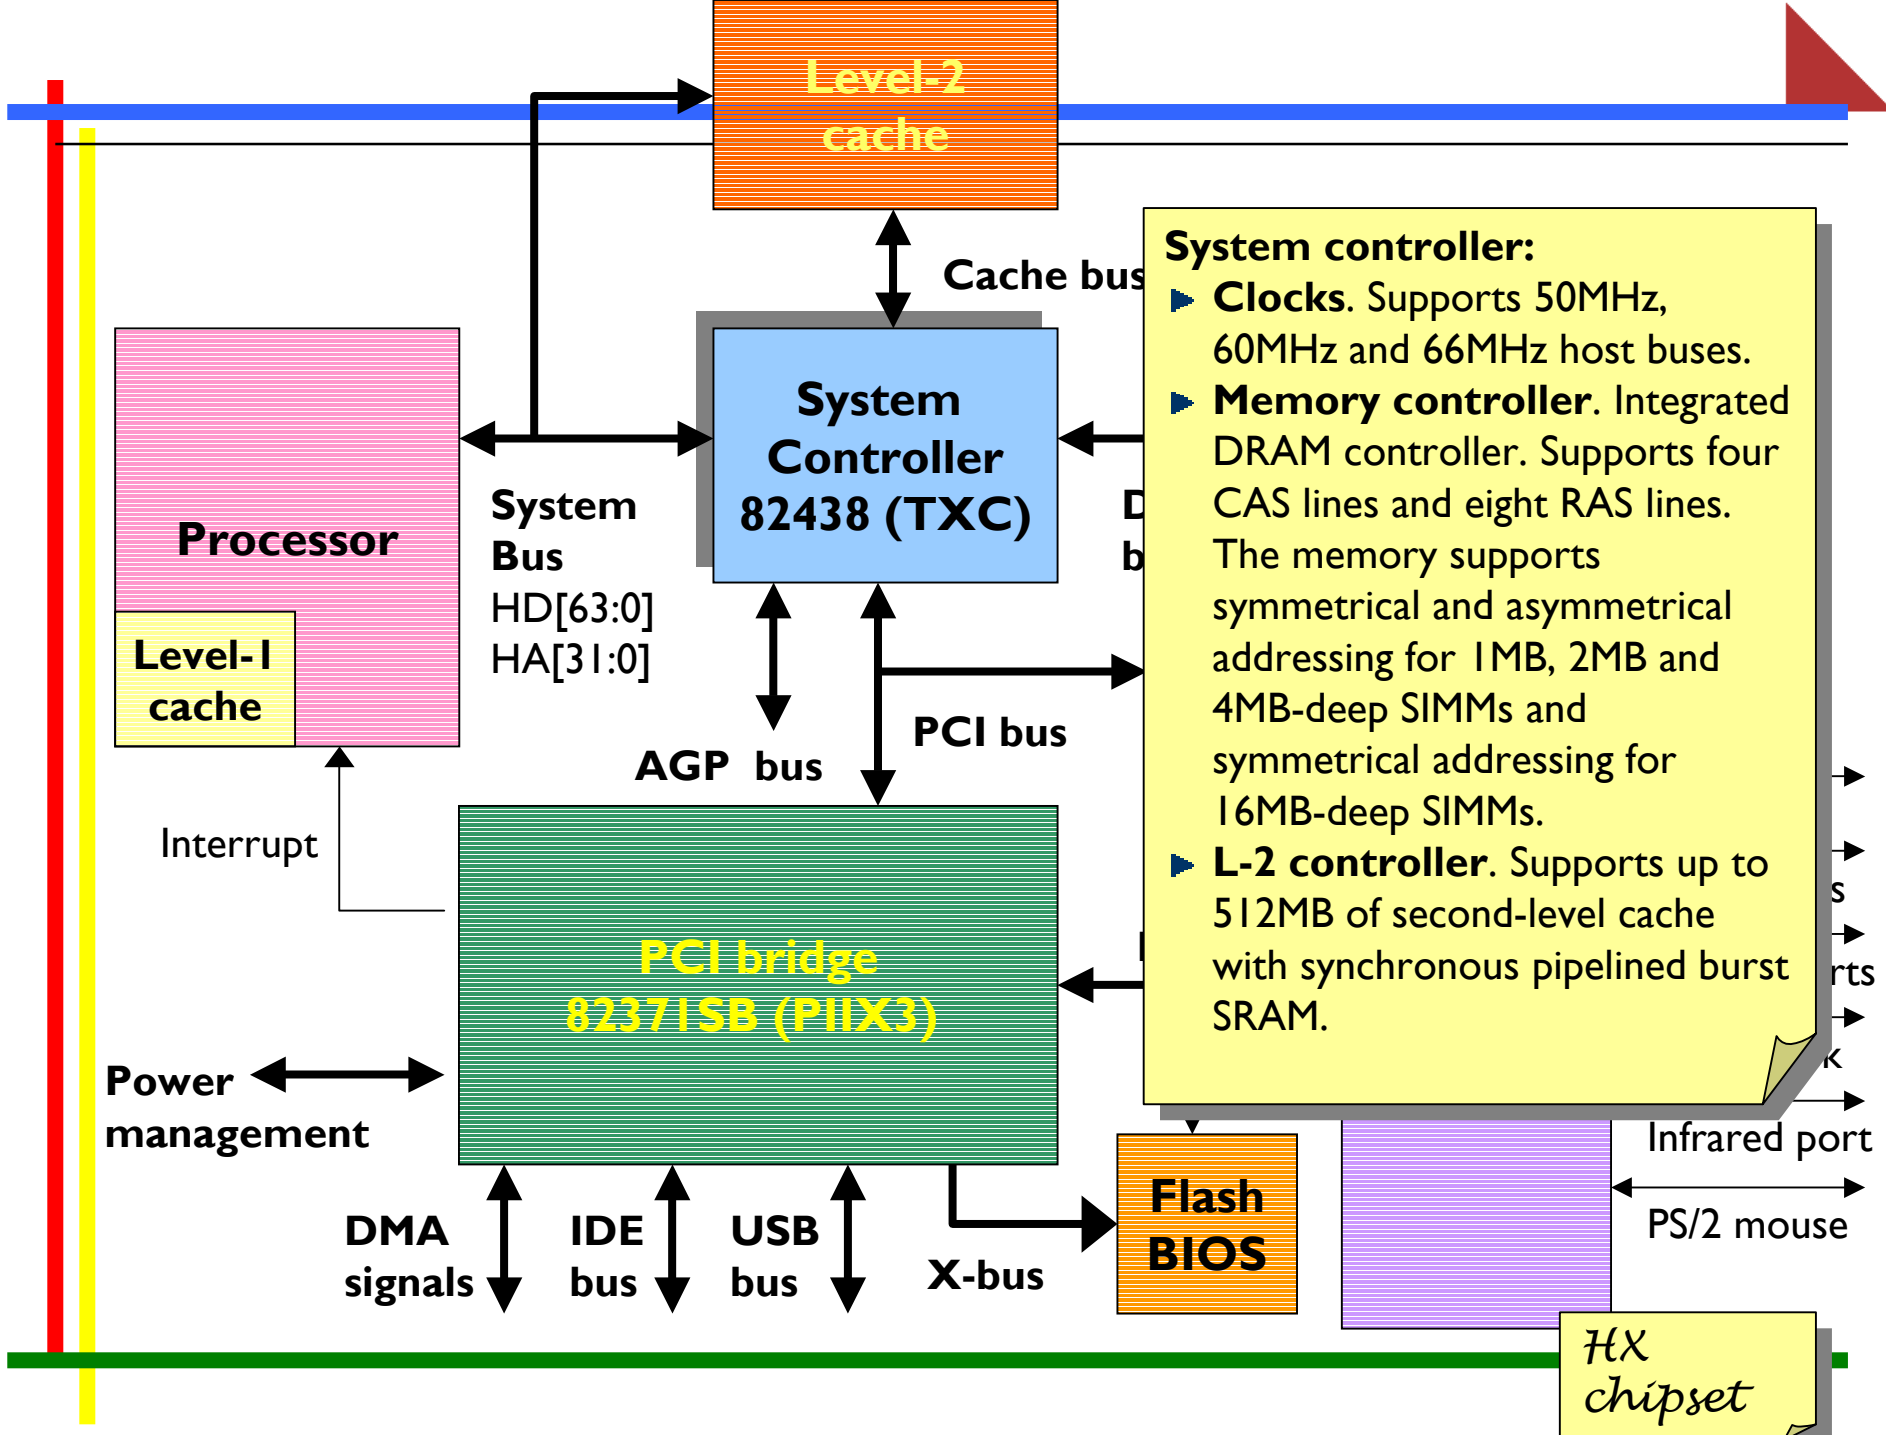 Level-2
cache
Cache bus
System controller:
Clocks. Supports 50MHz,
60MHz and 66MHz host buses.
Memory controller. Integrated
DRAM controller. Supports four
CAS lines and eight RAS lines.
The memory supports
symmetrical and asymmetrical
addressing for 1MB, 2MB and
4MB-deep SIMMs and
symmetrical addressing for
16MB-deep SIMMs.
L-2 controller. Supports up to
512MB of second-level cache
with synchronous pipelined burst
SRAM.
System
Controller
82438 (TXC)
Processor
Level-1
cache
System
Bus
HD[63:0]
HA[31:0]
AGP bus
PCI bus
Interrupt
PCI bridge
82371SB (PIIX3)
Power
management
DMA
signals
IDE
bus
USB
bus
X-bus
Flash
BIOS
Infrared port
PS/2 mouse
HX
chipset